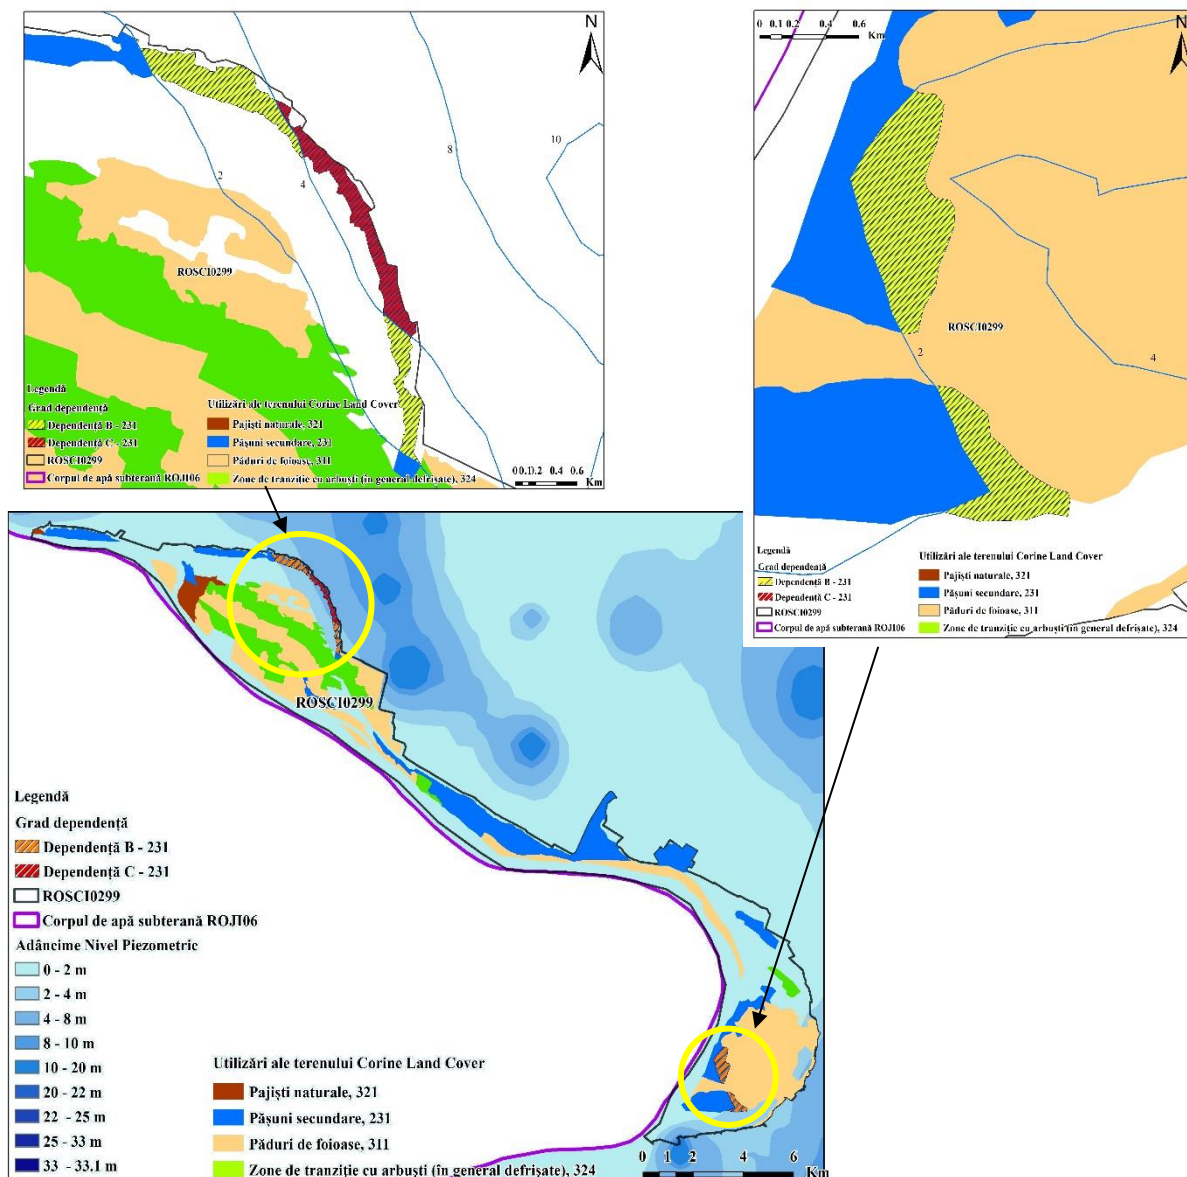 N
8
10
2
4
ROSCI0299
Legendă
Grad dependență
Dependență B - 231
Dependență C - 231
ROSCI0299
Corpul de apă subterană ROJI06
Utilizări ale terenului Corine Land Cover
Pajiști naturale, 321
Pășuni secundare, 231
Păduri de foioase, 311
Zone de tranziție cu arbuști (în general defrișate), 324
0 0.1 0.2 0.4 0.6
Km
0 0.1 0.2 0.4 0.6
Km
N
ROSCI0299
2
4
Legendă
Grad dependență
Dependență B - 231
Dependență C - 231
ROSCI0299
Corpul de apă subterană ROJI06
Utilizări ale terenului Corine Land Cover
Pajiști naturale, 321
Pășuni secundare, 231
Păduri de foioase, 311
Zone de tranziție cu arbuști (în general defrișate), 324
ROSCI0299
Legendă
Grad dependență
Dependență B - 231
Dependență C - 231
ROSCI0299
Corpul de apă subterană ROJI06
Adâncime Nivel Piezometric
0 - 2 m
2 - 4 m
4 - 8 m
8 - 10 m
10 - 20 m
20 - 22 m
22 - 25 m
25 - 33 m
33 - 33.1 m
Utilizări ale terenului Corine Land Cover
Pajiști naturale, 321
Pășuni secundare, 231
Păduri de foioase, 311
Zone de tranziție cu arbuști (în general defrișate), 324
0 1 2 4 6
Km